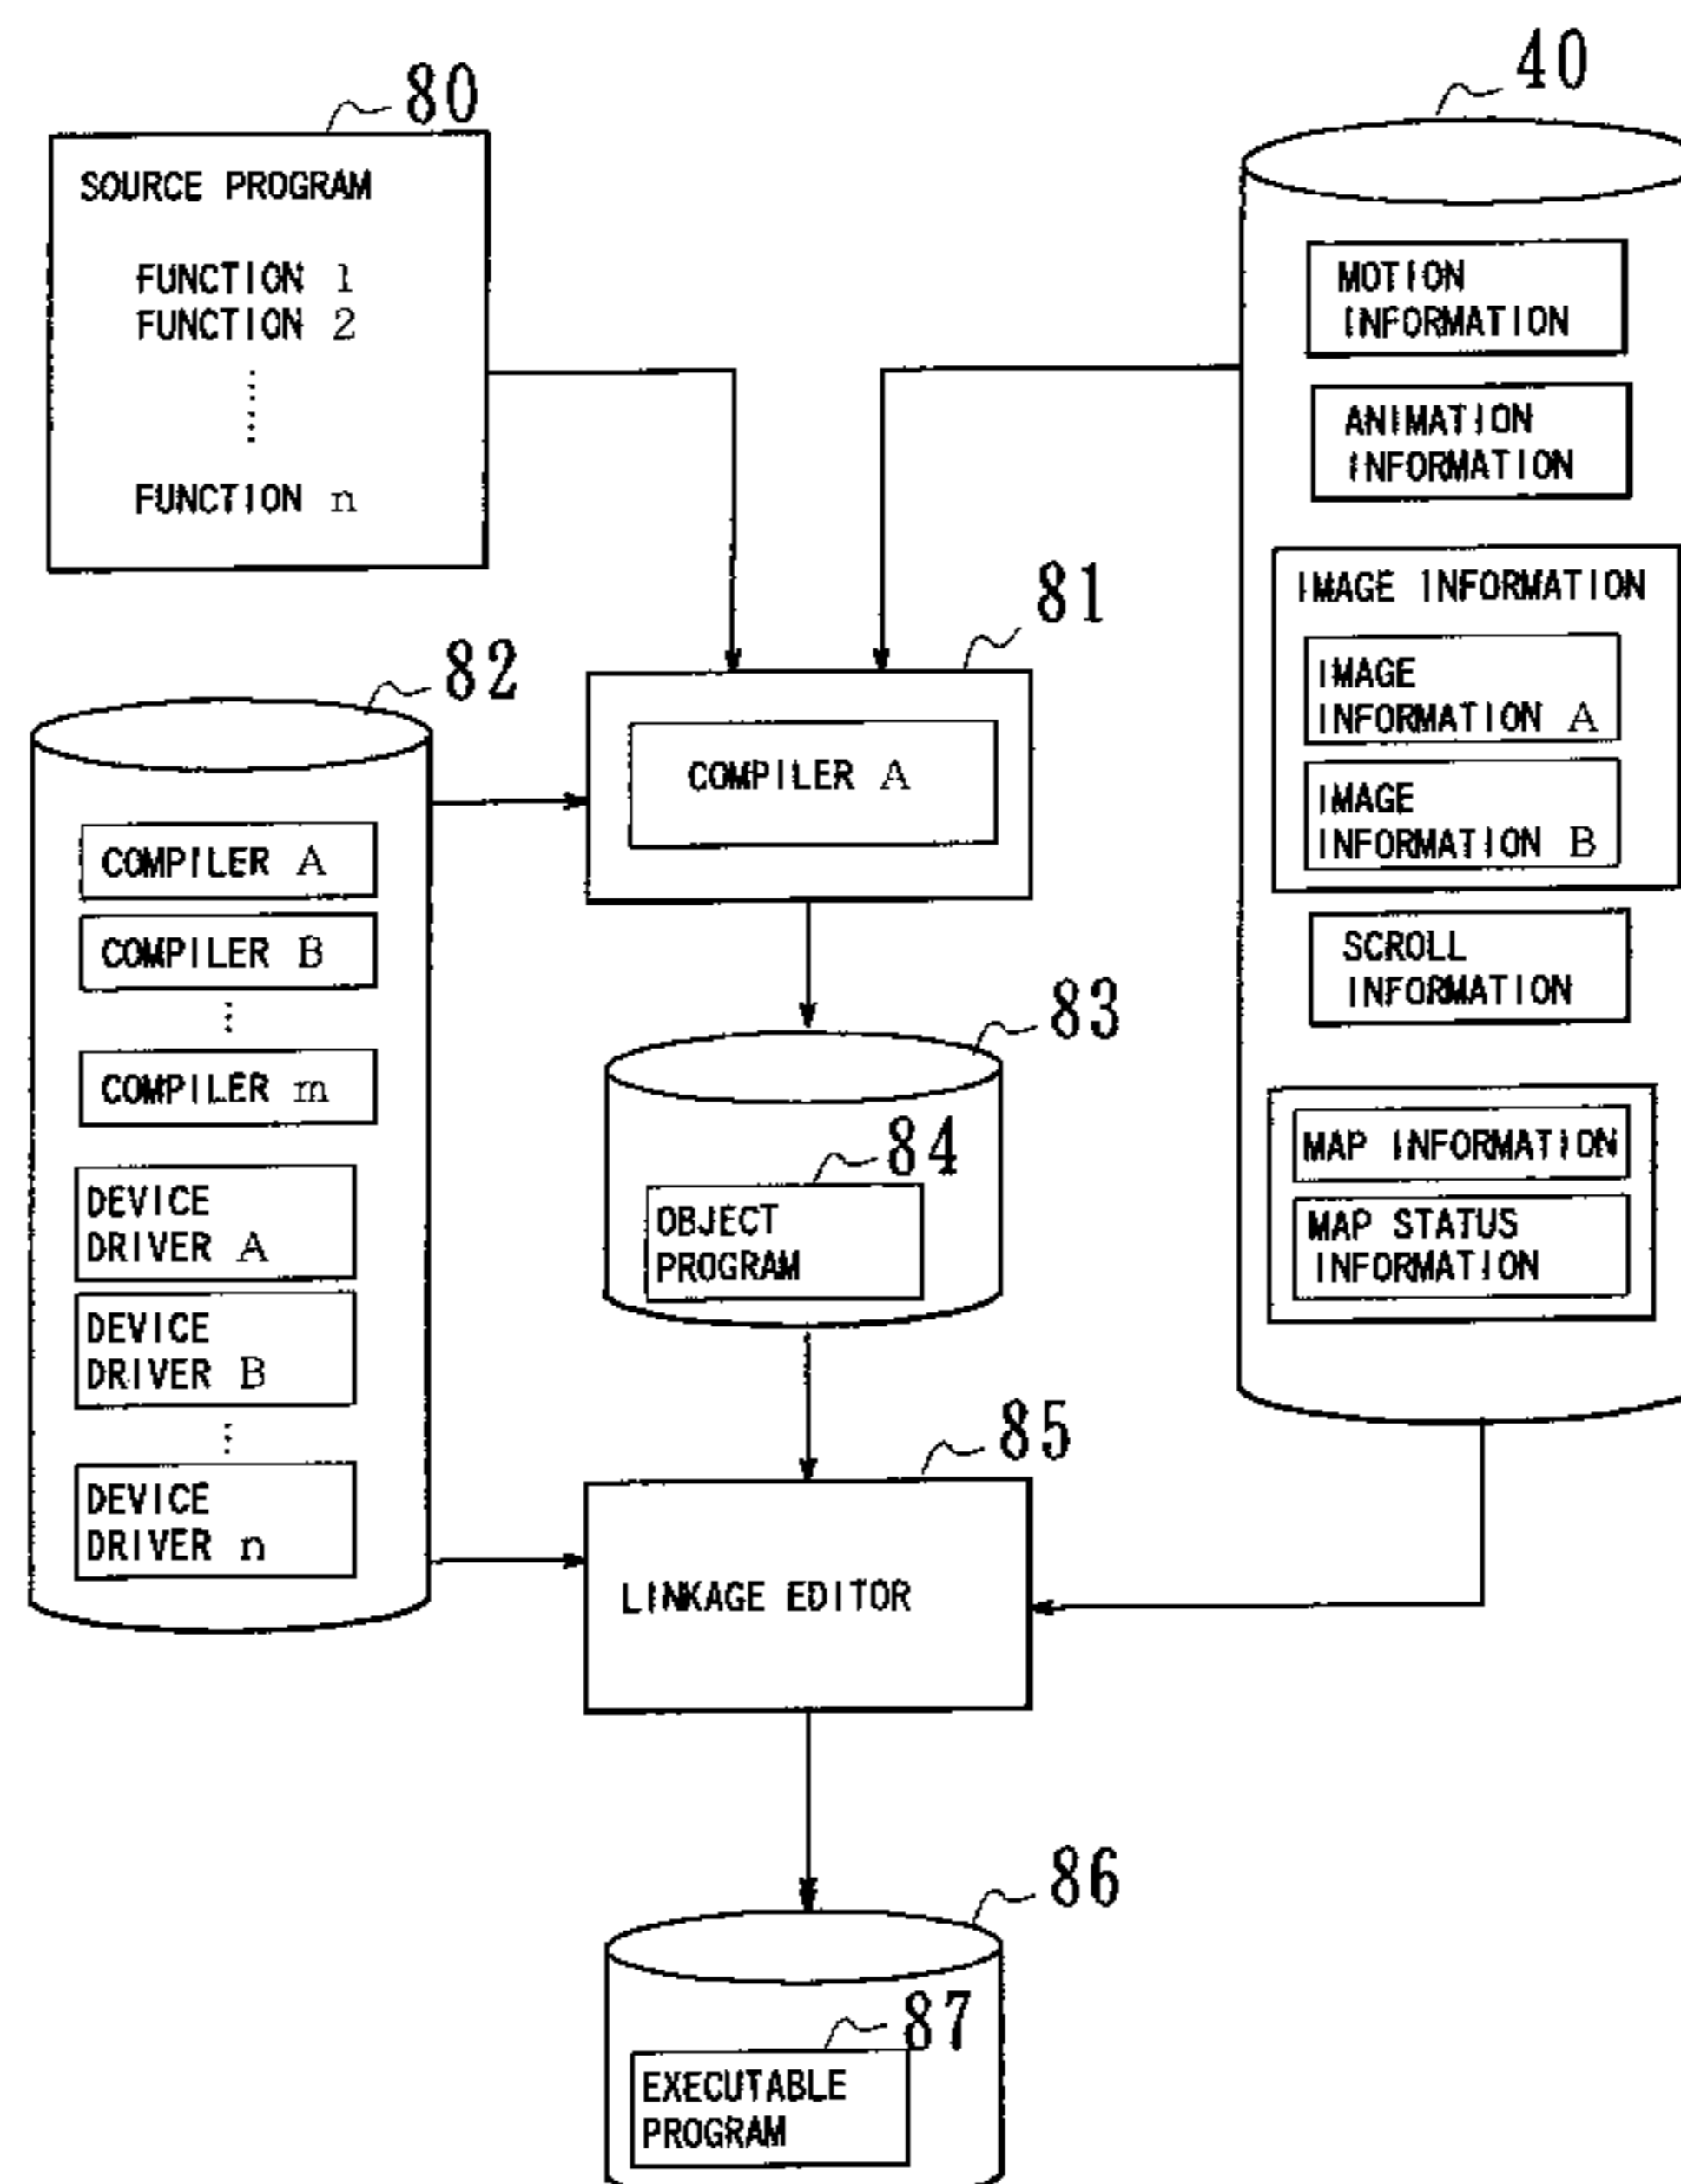 80
SOURCE PROGRAM
FUNCTION 1
FUNCTION 2
FUNCTION n
40
MOTION
INFORMATION
ANIMATION
INFORMATION
IMAGE INFORMATION
IMAGE
INFORMATION A
IMAGE
INFORMATION B
SCROLL
INFORMATION
MAP INFORMATION
MAP STATUS
INFORMATION
81
COMPILER A
82
COMPILER A
COMPILER B
COMPILER m
DEVICE
DRIVER A
DEVICE
DRIVER B
DEVICE
DRIVER n
83
84
OBJECT
PROGRAM
85
LINKAGE EDITOR
86
87
EXECUTABLE
PROGRAM